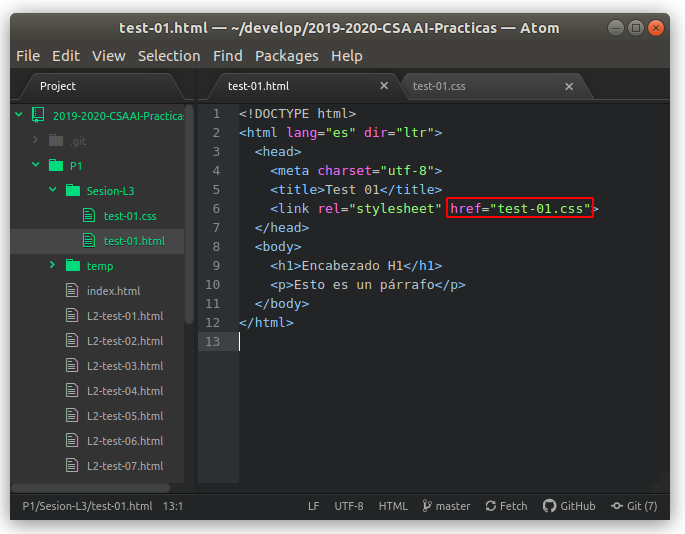 test-01.html — ~/develop/2019-2020-CSAAI-Practicas — Atom
File Edit View Selection Find Packages Help
Project
2019-2020-CSAAI-Practicas
.git
P1
Sesion-L3
test-01.css
test-01.html
temp
index.html
L2-test-01.html
L2-test-02.html
L2-test-03.html
L2-test-04.html
L2-test-05.html
L2-test-06.html
L2-test-07.html
test-01.html
test-01.css
1 <!DOCTYPE html>
2 <html lang="es" dir="ltr">
3 <head>
4 <meta charset="utf-8">
5 <title>Test 01</title>
6 <link rel="stylesheet" href="test-01.css">
7 </head>
8 <body>
9 <h1>Encabezado H1</h1>
10 <p>Esto es un párrafo</p>
11 </body>
12 </html>
13
P1/Sesion-L3/test-01.html 13:1 LF UTF-8 HTML master Fetch GitHub Git (7)